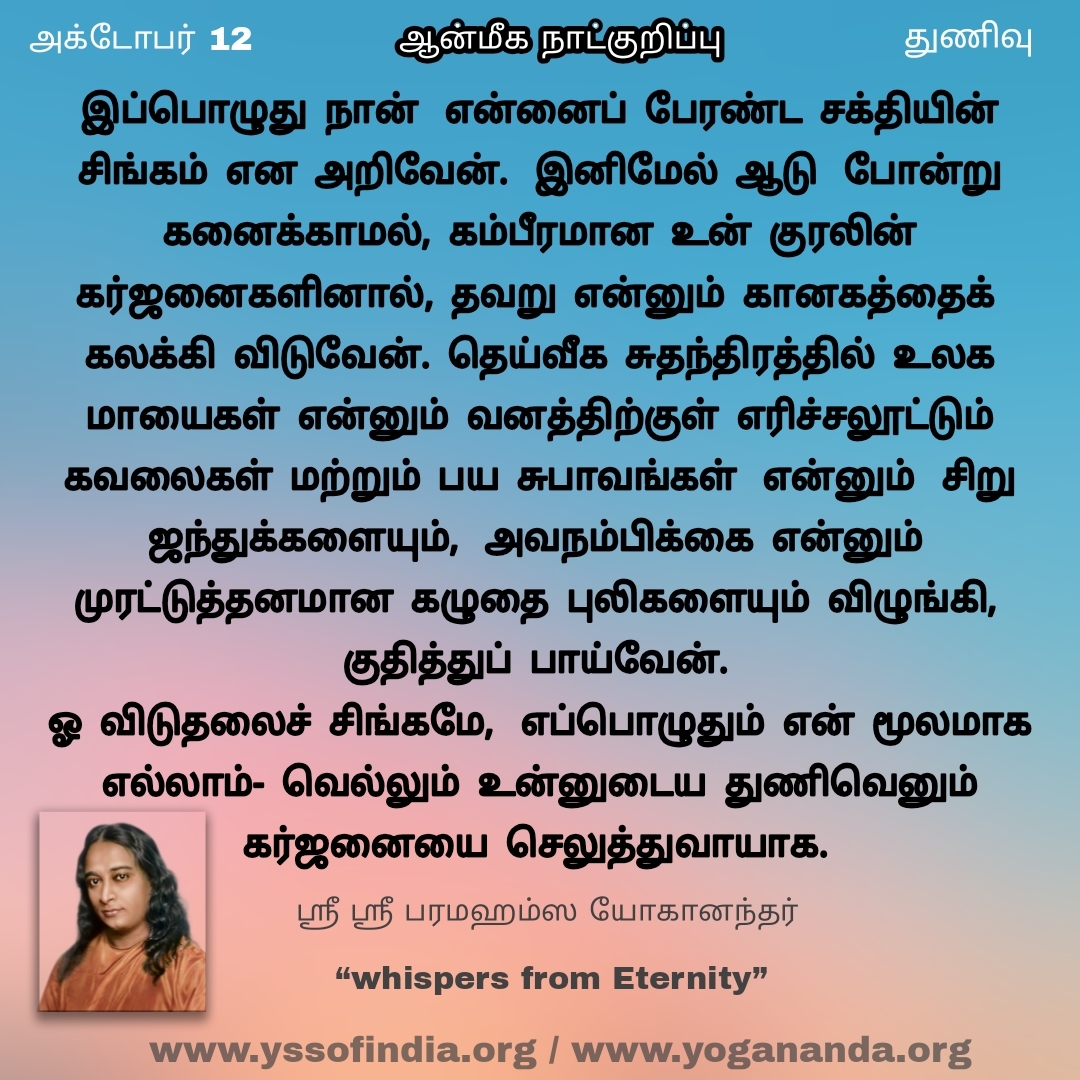 அக்டோபர் 12 ஆன்மீக நாட்குறிப்பு துணிவு
இப்பொழுது நான் என்னைப் பேரண்ட சக்தியின்
சிங்கம் என அறிவேன். இனிமேல் ஆடு போன்று
கனைக்காமல், கம்பீரமான உன் குரலின்
கர்ஜனைகளினால், தவறு என்னும் கானகத்தைக்
கலக்கி விடுவேன். தெய்வீக சுதந்திரத்தில் உலக
மாயைகள் என்னும் வனத்திற்குள் எரிச்சலூட்டும்
கவலைகள் மற்றும் பய சுபாவங்கள் என்னும் சிறு
ஜந்துக்களையும், அவநம்பிக்கை என்னும்
முரட்டுத்தனமான கழுதை புலிகளையும் விழுங்கி,
குதித்துப் பாய்வேன்.
ஓ விடுதலைச் சிங்கமே, எப்பொழுதும் என் மூலமாக
எல்லாம்- வெல்லும் உன்னுடைய துணிவெனும்
கர்ஜனையை செலுத்துவாயாக.
ஸ்ரீ ஸ்ரீ பரமஹம்ஸ யோகானந்தர்
“whispers from Eternity”
www.yssofindia.org / www.yogananda.org